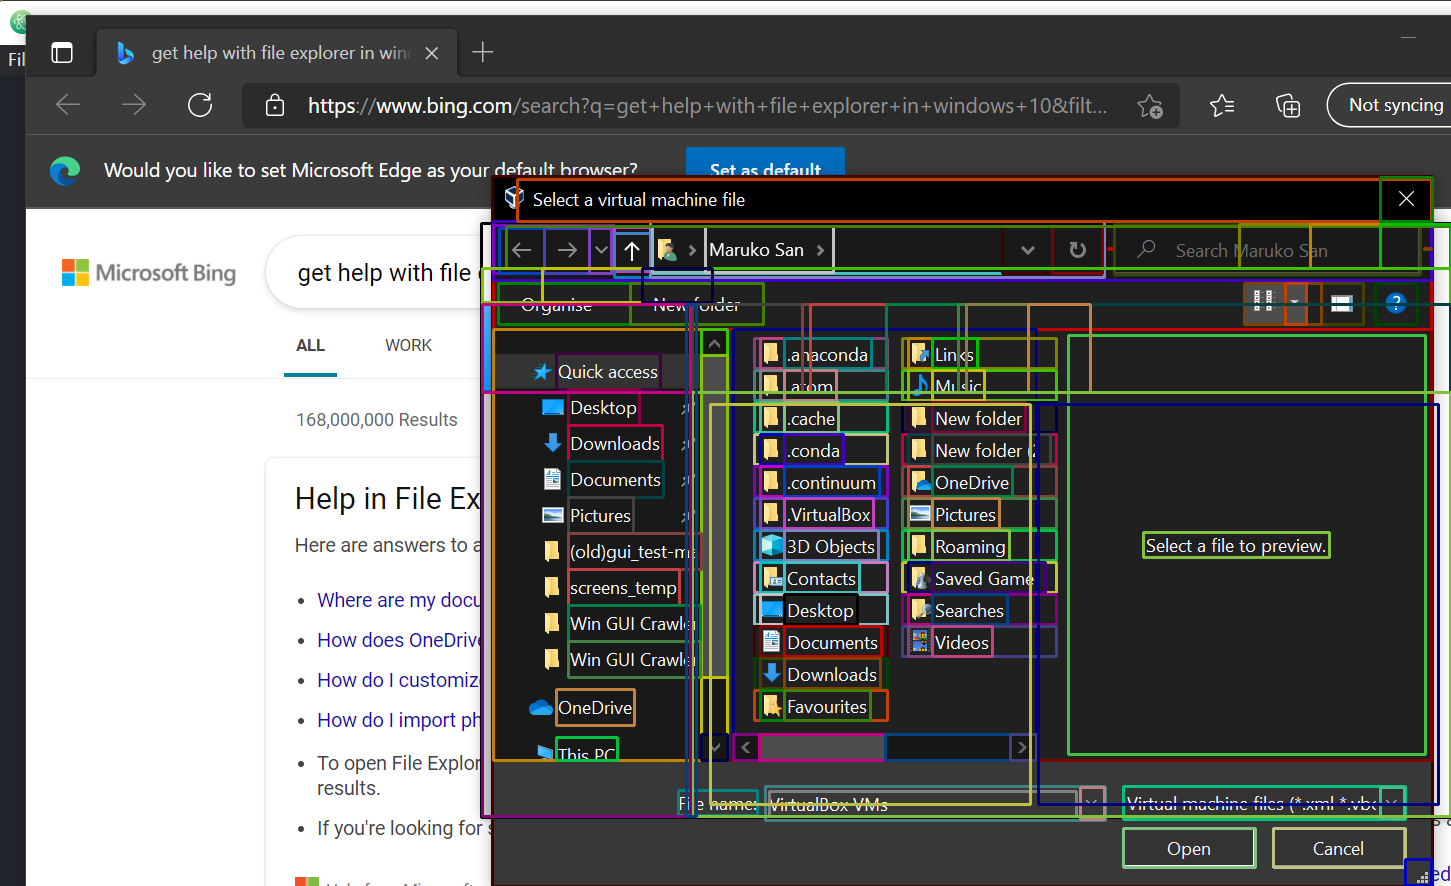 Fil
get help with file explorer in wind
https://www.bing.com/search?q=get+help+with+file+explorer+in+windows+10&filt...
Not syncing
Would you like to set Microsoft Edge as your default browser?
Set as default
Select a virtual machine file
Microsoft Bing
get help with file
Maruko San
Search Maruko San
Organise
New folder
ALL
WORK
168,000,000 Results
Help in File Ex
Here are answers to a
Where are my docu
How does OneDrive
How do I customiz
How do I import ph
To open File Explor
results.
If you're looking for s
Quick access
Desktop
Downloads
Documents
Pictures
(old)gui_test-m
screens_temp
Win GUI Crawle
Win GUI Crawle
OneDrive
This PC
.anaconda
.atom
.cache
.conda
.continuum
.VirtualBox
3D Objects
Contacts
Desktop
Documents
Downloads
Favourites
Links
Music
New folder
New folder (2
OneDrive
Pictures
Roaming
Saved Game
Searches
Videos
Select a file to preview.
File name:
VirtualBox VMs
Virtual machine files (*.xml *.vbo
Open
Cancel
ed